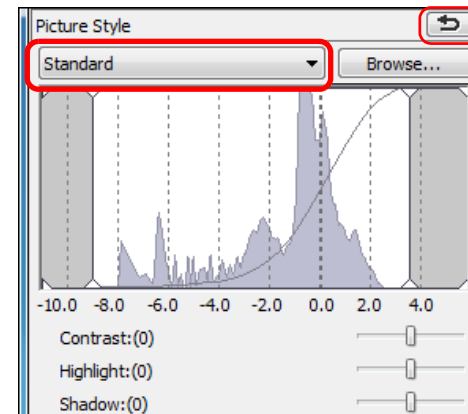 Picture Style
Standard Browse...
-10.0 -8.0 -6.0 -4.0 -2.0 0.0 2.0 4.0
Contrast:(0)
Highlight:(0)
Shadow:(0)